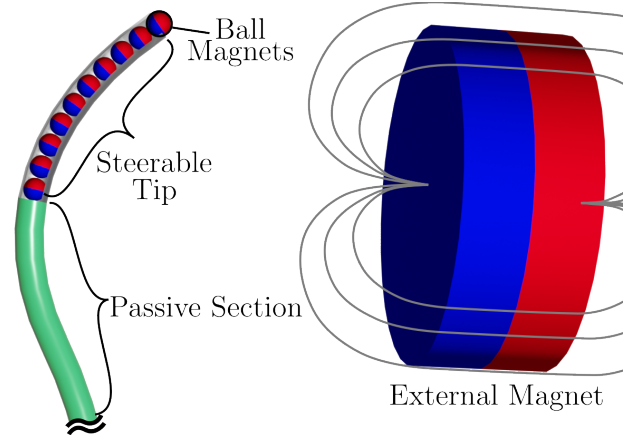 Ball
Magnets
Steerable
Tip
Passive Section
External Magnet